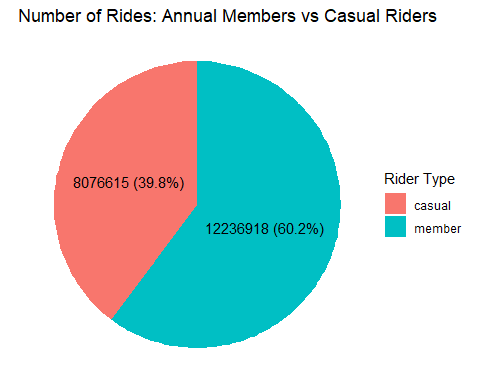 Number of Rides: Annual Members vs Casual Riders
8076615 (39.8%)
12236918 (60.2%)
Rider Type
casual
member